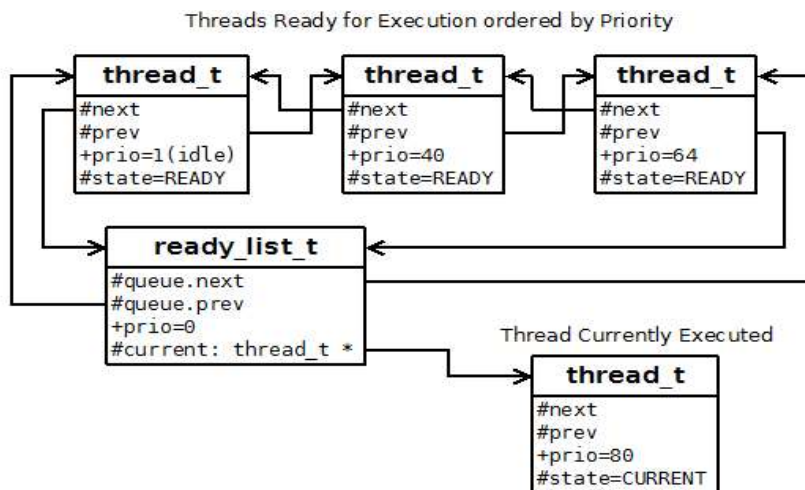 Threads Ready for Execution ordered by Priority
thread_t
#next
#prev
+prio=1(idle)
#state=READY
thread_t
#next
#prev
+prio=40
#state=READY
thread_t
#next
#prev
+prio=64
#state=READY
ready_list_t
#queue.next
#queue.prev
+prio=0
#current: thread_t *
Thread Currently Executed
thread_t
#next
#prev
+prio=80
#state=CURRENT